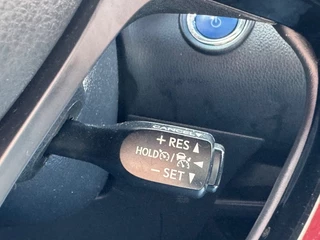 CANCEL
+ RES ▲
HOLD / ◀
− SET ▼